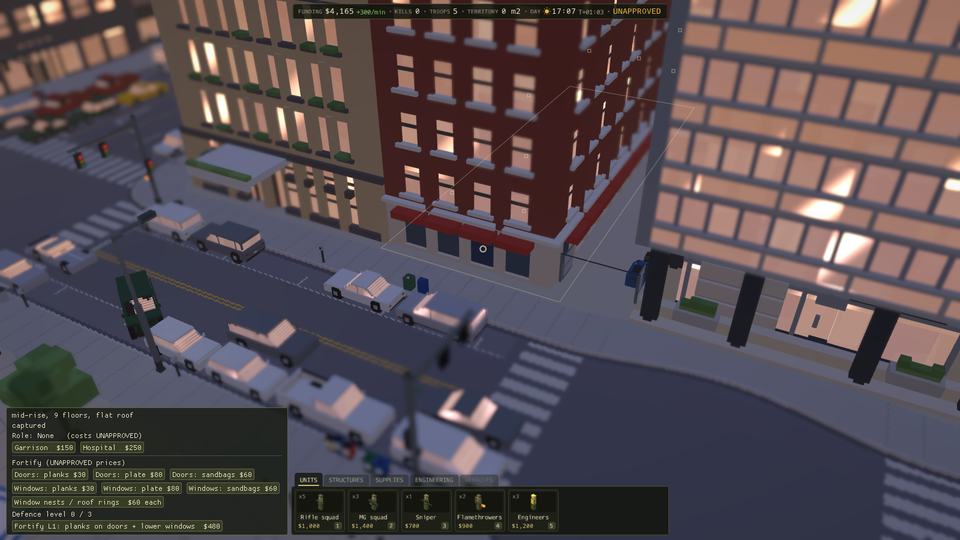 FUNDING $4,165 +300/min · KILLS 0 · TROOPS 5 · TERRITORY 0 m2 · DAY 17:07 T+01:03 · UNAPPROVED
mid-rise, 9 floors, flat roof
captured
Role: None (costs UNAPPROVED)
Garrison $150 Hospital $250
Fortify (UNAPPROVED prices)
Doors: planks $30 Doors: plate $80 Doors: sandbags $60
Windows: planks $30 Windows: plate $80 Windows: sandbags $60
Window nests / roof rings $60 each
Defence level 0 / 3
Fortify L1: planks on doors + lower windows $480
UNITS STRUCTURES SUPPLIES ENGINEERING
x5 x3 x1 x2 x3
Rifle squad MG squad Sniper Flamethrowers Engineers
$1,000 1 $1,400 2 $700 3 $900 4 $1,200 5